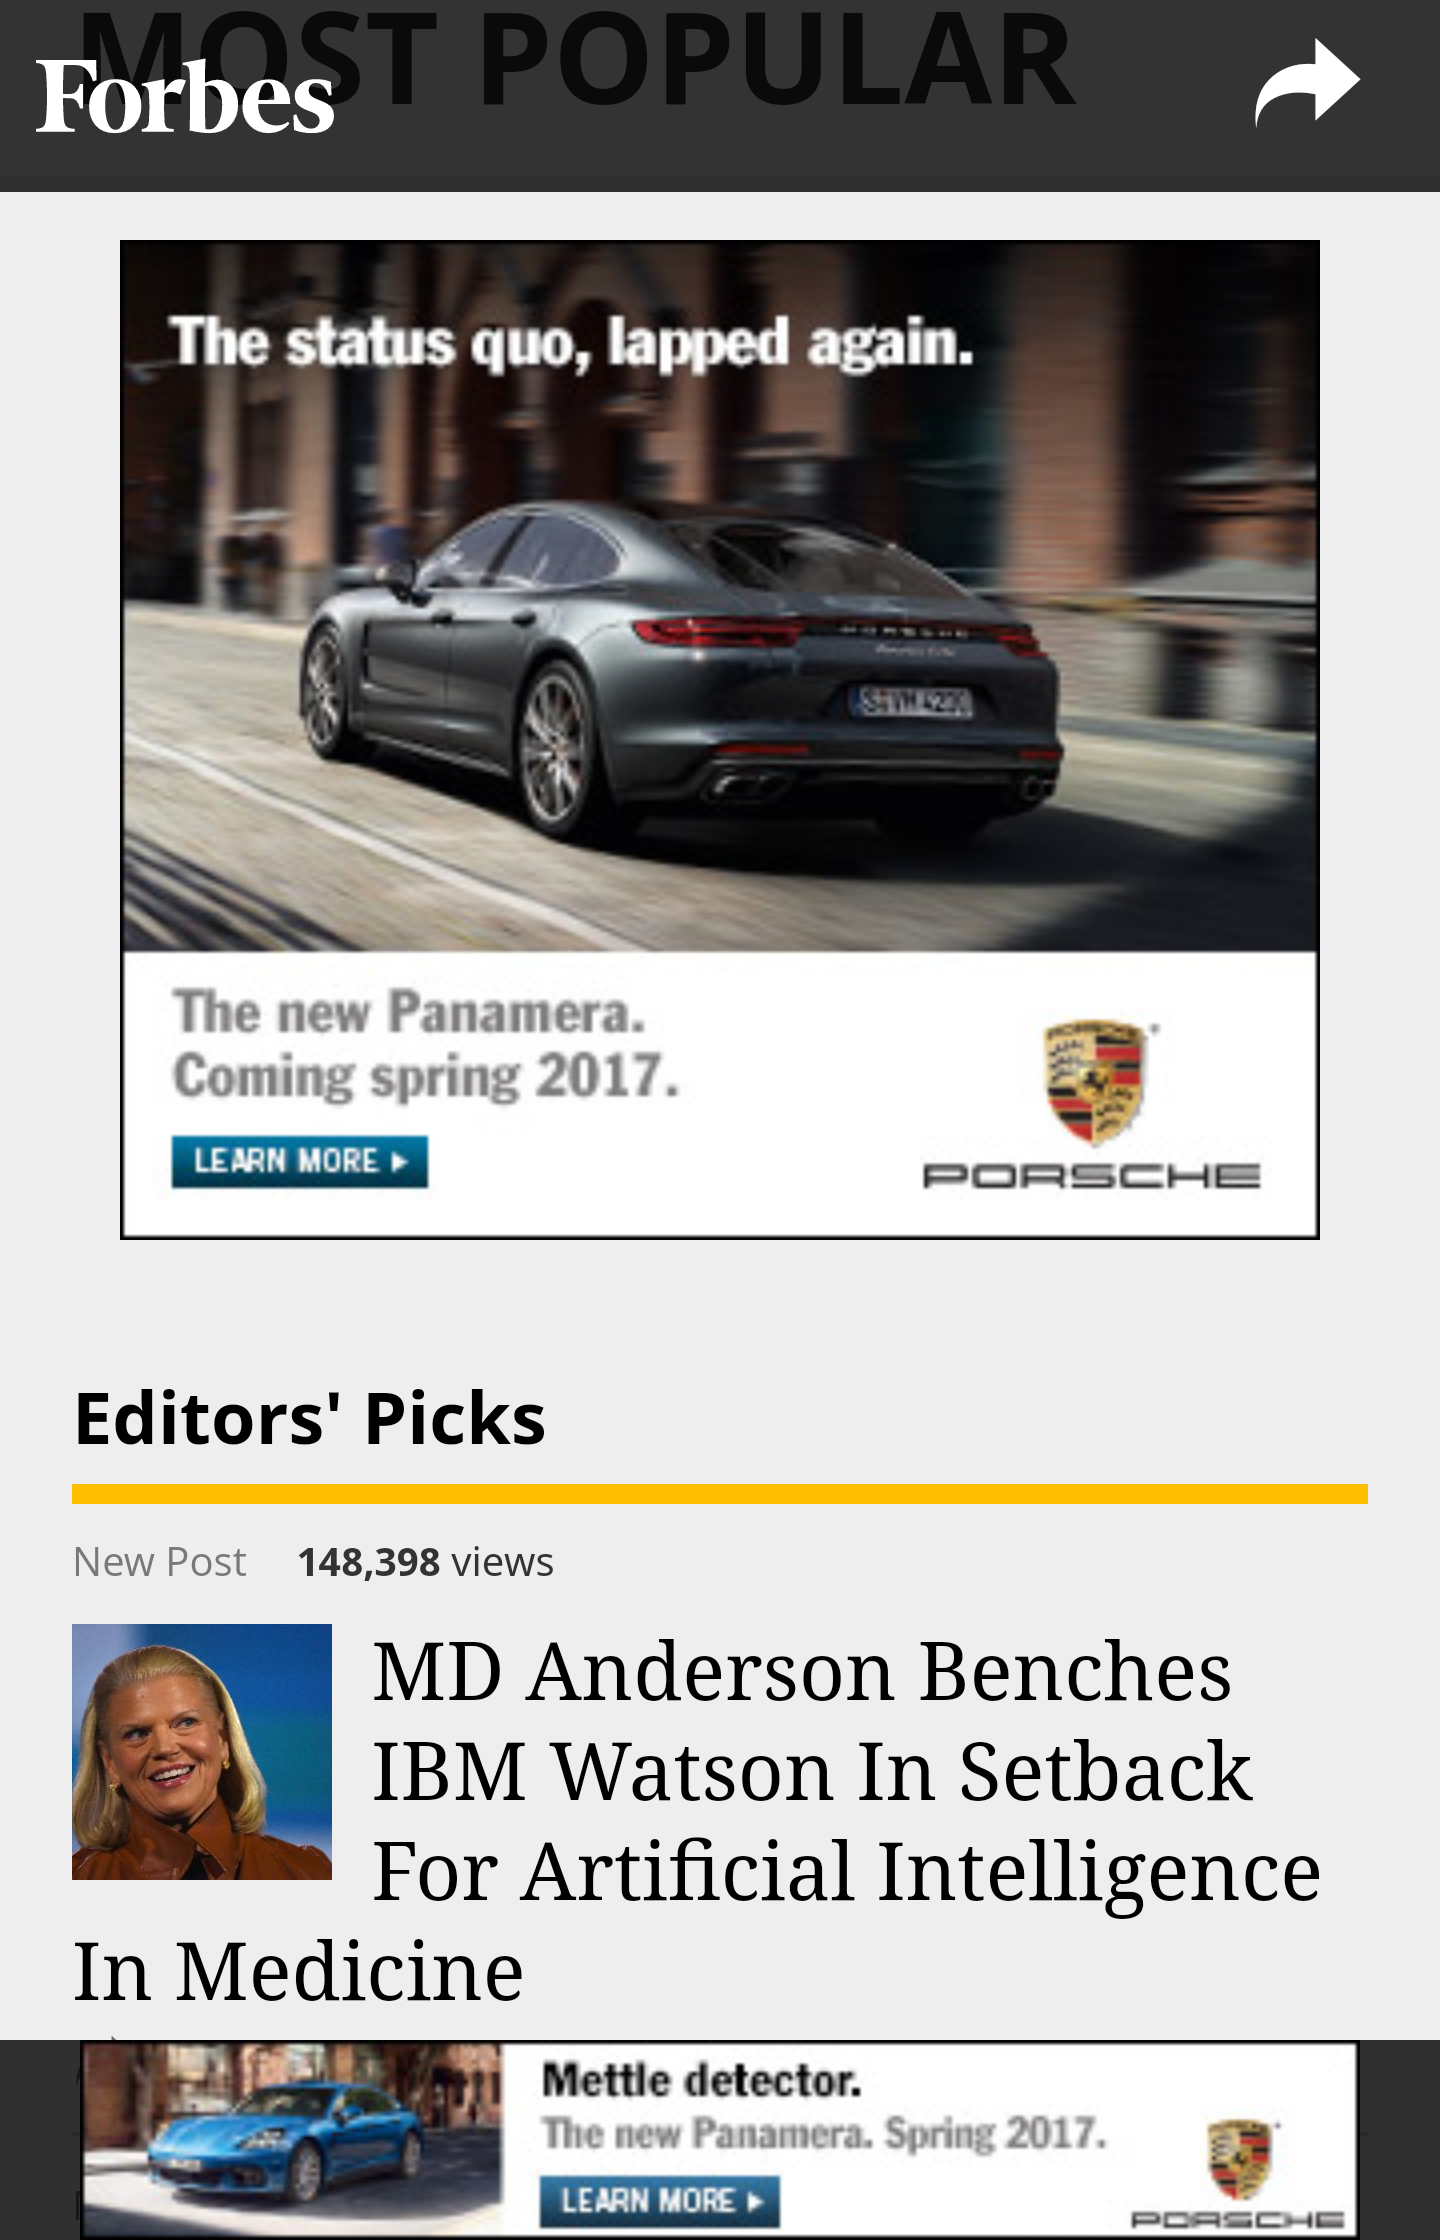 MOST POPULAR
Forbes
The status quo, lapped again.
PORSCHE
The new Panamera.
Coming spring 2017.
LEARN MORE
PORSCHE
PORSCHE
Editors' Picks
New Post 148,398 views
MD Anderson Benches
IBM Watson In Setback
For Artificial Intelligence
In Medicine
Mettle detector.
The new Panamera. Spring 2017.
LEARN MORE
PORSCHE